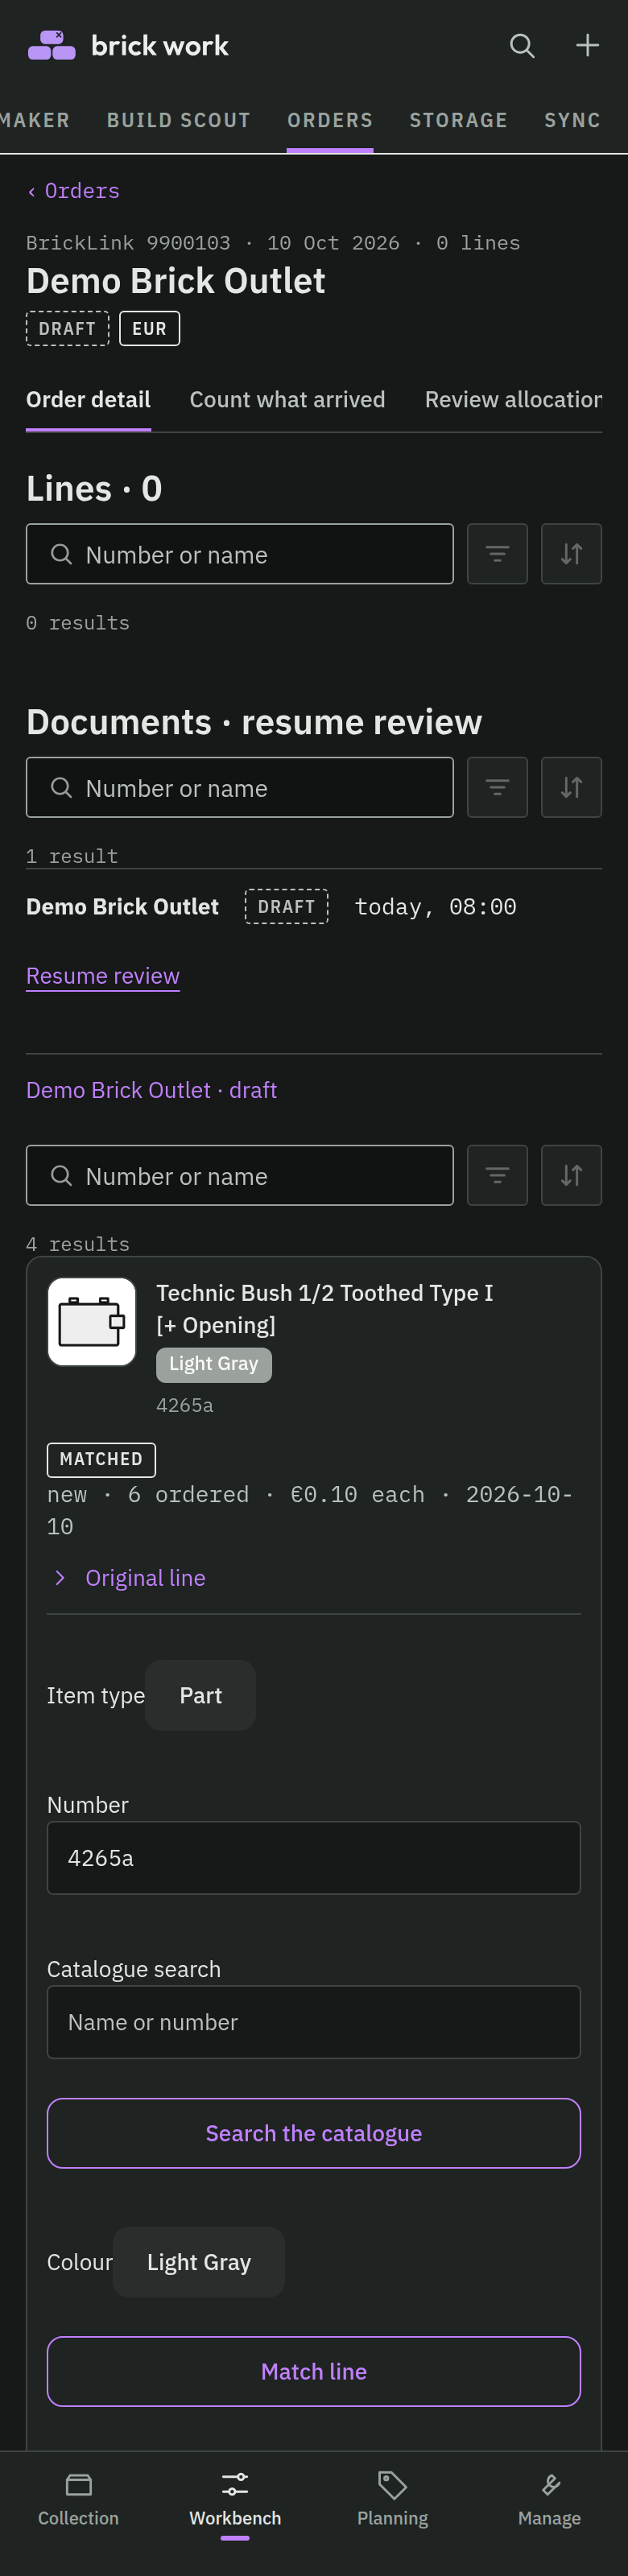 brick work
MAKER BUILD SCOUT ORDERS STORAGE SYNC
‹ Orders
BrickLink 9900103 · 10 Oct 2026 · 0 lines
Demo Brick Outlet
DRAFT EUR
Order detail Count what arrived Review allocation
Lines · 0
Number or name
0 results
Documents · resume review
Number or name
1 result
Demo Brick Outlet DRAFT today, 08:00
Resume review
Demo Brick Outlet · draft
Number or name
4 results
Technic Bush 1/2 Toothed Type I
[+ Opening]
Light Gray
4265a
MATCHED
new · 6 ordered · €0.10 each · 2026-10-
10
Original line
Item type Part
Number
4265a
Catalogue search
Name or number
Search the catalogue
Colour Light Gray
Match line
Collection Workbench Planning Manage